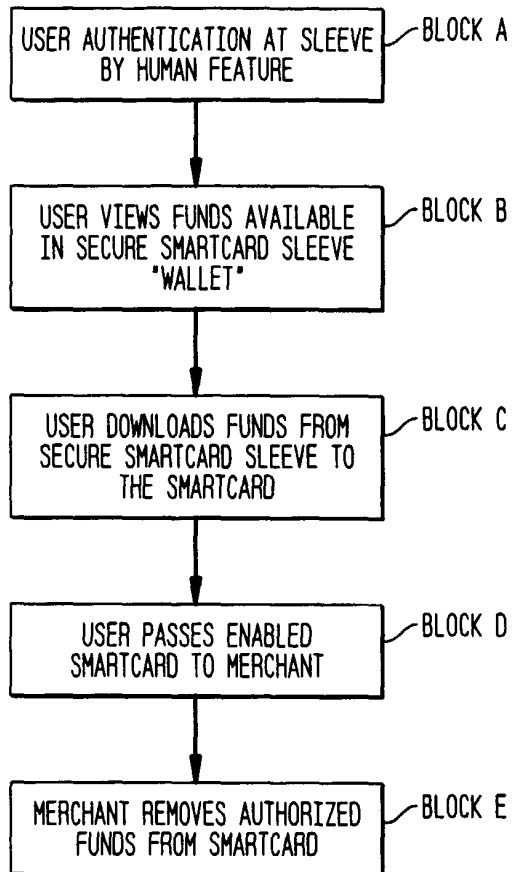 USER AUTHENTICATION AT SLEEVE
BY HUMAN FEATURE
BLOCK A
USER VIEWS FUNDS AVAILABLE
IN SECURE SMARTCARD SLEEVE
"WALLET"
BLOCK B
USER DOWNLOADS FUNDS FROM
SECURE SMARTCARD SLEEVE TO
THE SMARTCARD
BLOCK C
USER PASSES ENABLED
SMARTCARD TO MERCHANT
BLOCK D
MERCHANT REMOVES AUTHORIZED
FUNDS FROM SMARTCARD
BLOCK E